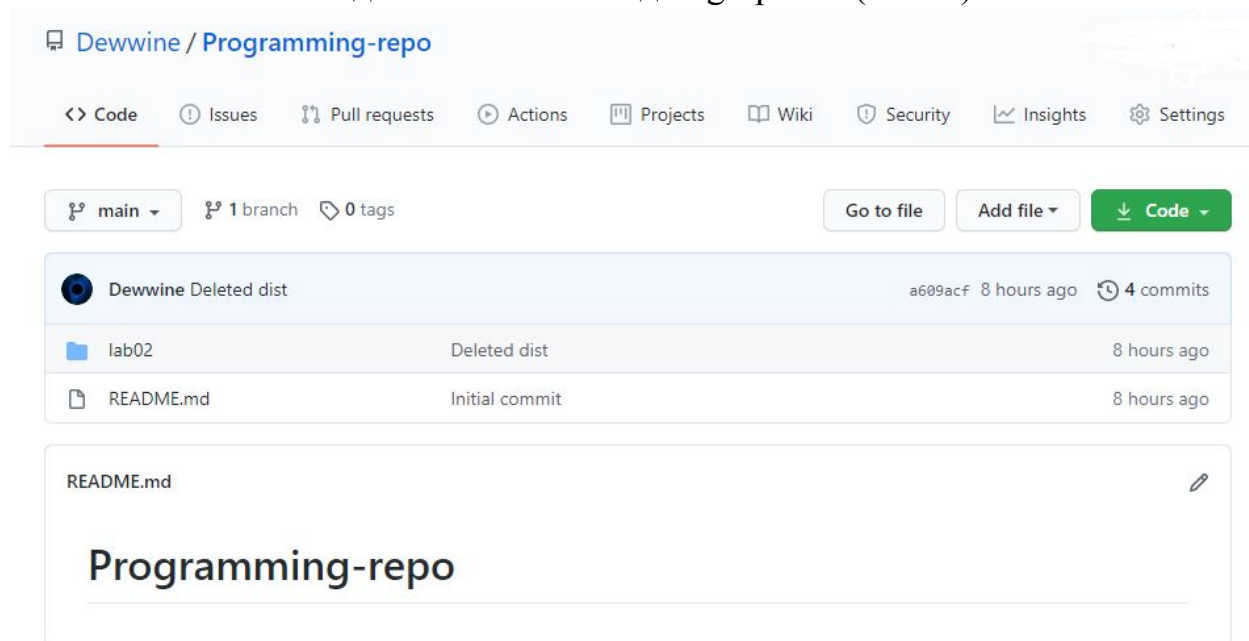 Dewwine / Programming-repo
Code Issues Pull requests Actions Projects Wiki Security Insights Settings
main 1 branch 0 tags Go to file Add file Code
Dewwine Deleted dist a609acf 8 hours ago 4 commits
lab02 Deleted dist 8 hours ago
README.md Initial commit 8 hours ago
README.md
Programming-repo